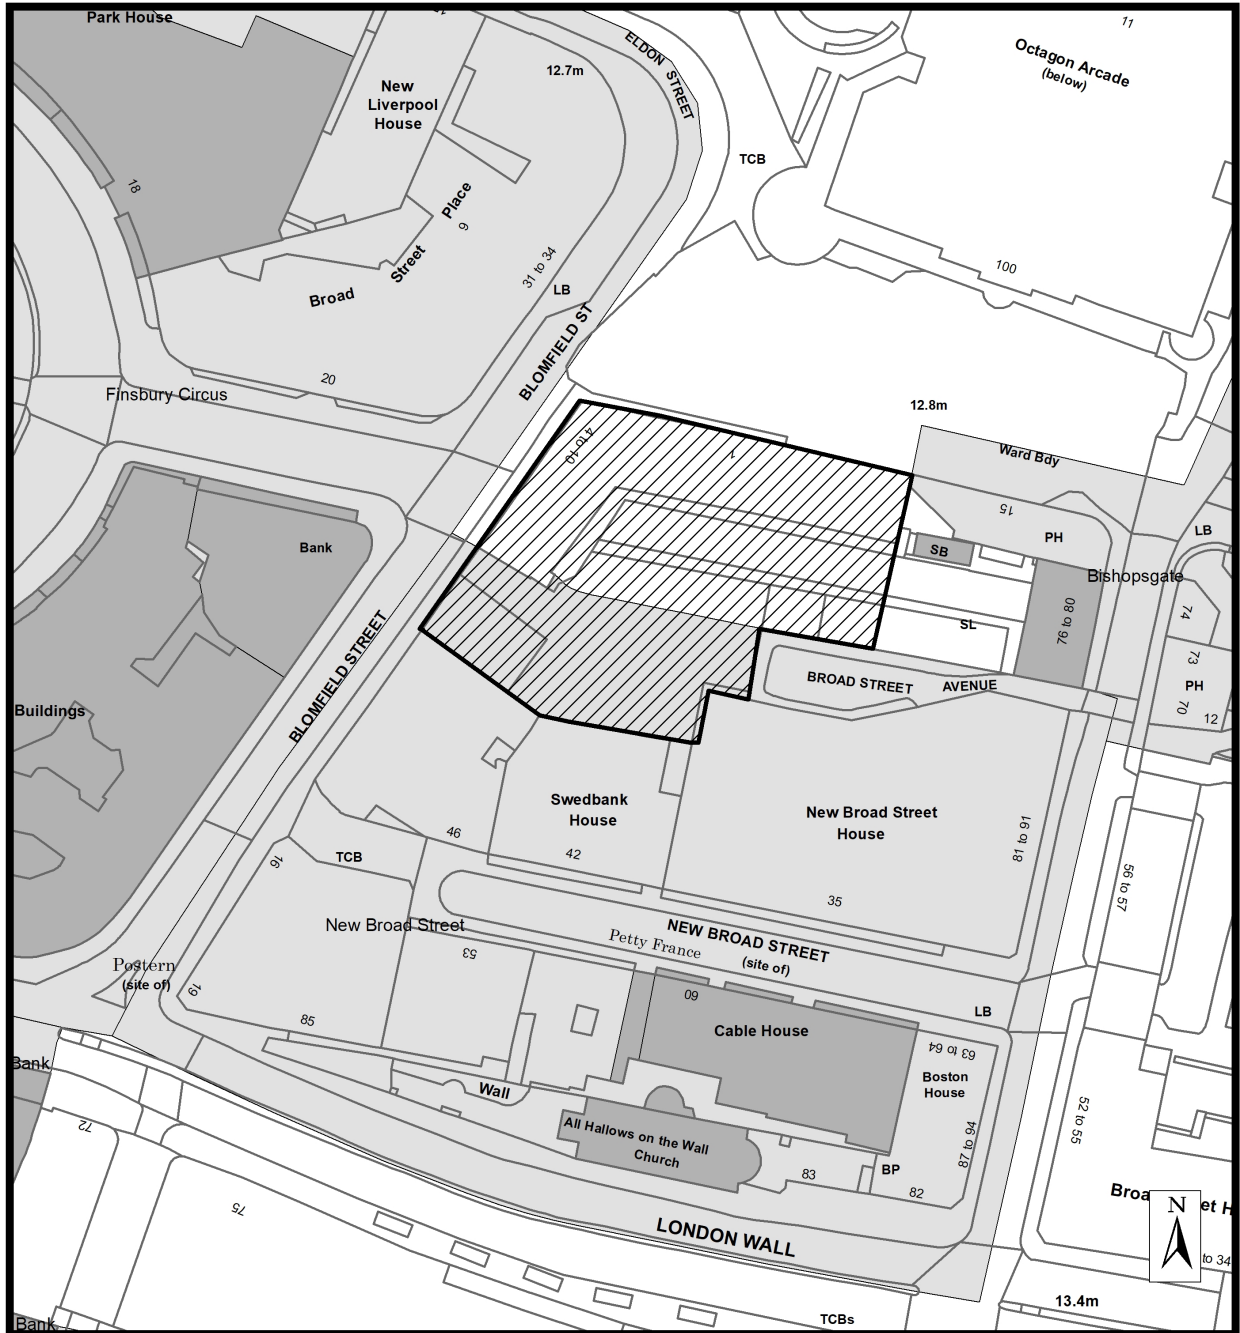 Park House
11
ELDON STREET
Octagon Arcade
(below)
12.7m
New
Liverpool
House
TCB
18
Place
9
Street
31 to 34
100
LB
Broad
BLOMFIELD ST
20
Finsbury Circus
12.8m
4 to 10
1
Ward Bdy
15
PH
LB
Bank
SB
Bishopsgate
76 to 80
74
SL
BLOMFIELD STREET
73
BROAD STREET AVENUE
PH
70
12
Buildings
Swedbank
House
New Broad Street
House
81 to 91
46
42
16
TCB
56 to 57
35
New Broad Street
NEW BROAD STREET
(site of)
Petty France
53
Postern
(site of)
19
60
LB
85
Cable House
63 to 64
Bank
Boston
House
Wall
72
All Hallows on the Wall
Church
52 to 55
87 to 94
83
BP
82
75
LONDON WALL
N
to 34
13.4m
TCBs
Bank